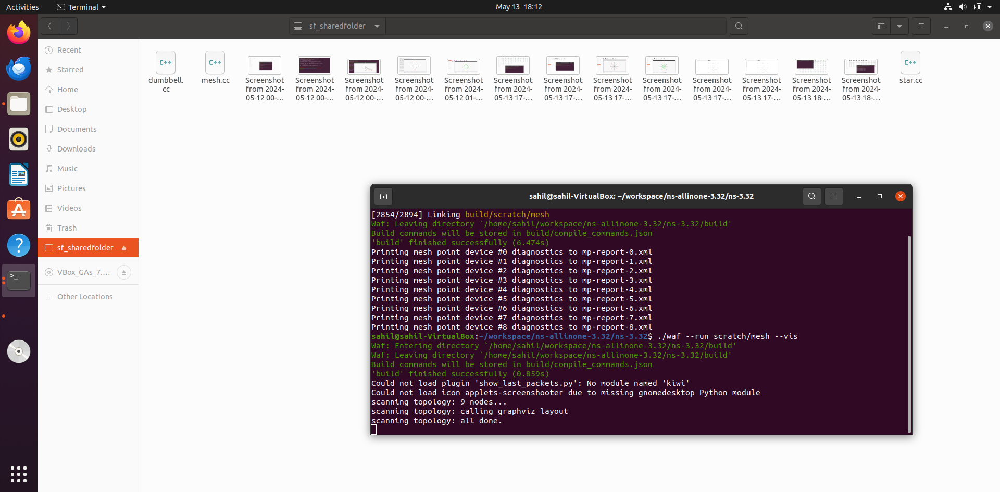 Activities
Terminal
May 13 18:12
sf_sharedfolder
Recent
Starred
Home
Desktop
Documents
Downloads
Music
Pictures
Videos
Trash
sf_sharedfolder
VBox_GAs_7....
Other Locations
dumbbell.
cc
mesh.cc
Screenshot
from 2024-
05-12 00-...
Screenshot
from 2024-
05-12 00-...
Screenshot
from 2024-
05-12 00-...
Screenshot
from 2024-
05-12 00-...
Screenshot
from 2024-
05-12 01-...
Screenshot
from 2024-
05-13 17-...
Screenshot
from 2024-
05-13 17-...
Screenshot
from 2024-
05-13 17-...
Screenshot
from 2024-
05-13 17-...
Screenshot
from 2024-
05-13 17-...
Screenshot
from 2024-
05-13 17-...
Screenshot
from 2024-
05-13 18-...
Screenshot
from 2024-
05-13 18-...
star.cc
C++
C++
C++
sahil@sahil-VirtualBox: ~/workspace/ns-allinone-3.32/ns-3.32
[2854/2894] Linking build/scratch/mesh
Waf: Leaving directory `/home/sahil/workspace/ns-allinone-3.32/ns-3.32/build'
Build commands will be stored in build/compile_commands.json
'build' finished successfully (6.474s)
Printing mesh point device #0 diagnostics to mp-report-0.xml
Printing mesh point device #1 diagnostics to mp-report-1.xml
Printing mesh point device #2 diagnostics to mp-report-2.xml
Printing mesh point device #3 diagnostics to mp-report-3.xml
Printing mesh point device #4 diagnostics to mp-report-4.xml
Printing mesh point device #5 diagnostics to mp-report-5.xml
Printing mesh point device #6 diagnostics to mp-report-6.xml
Printing mesh point device #7 diagnostics to mp-report-7.xml
Printing mesh point device #8 diagnostics to mp-report-8.xml
sahil@sahil-VirtualBox:~/workspace/ns-allinone-3.32/ns-3.32$ ./waf --run scratch/mesh --vis
Waf: Entering directory `/home/sahil/workspace/ns-allinone-3.32/ns-3.32/build'
Waf: Leaving directory `/home/sahil/workspace/ns-allinone-3.32/ns-3.32/build'
Build commands will be stored in build/compile_commands.json
'build' finished successfully (0.859s)
Could not load plugin 'show_last_packets.py': No module named 'kiwi'
Could not load icon applets-screenshooter due to missing gnomedesktop Python module
scanning topology: 9 nodes...
scanning topology: calling graphviz layout
scanning topology: all done.